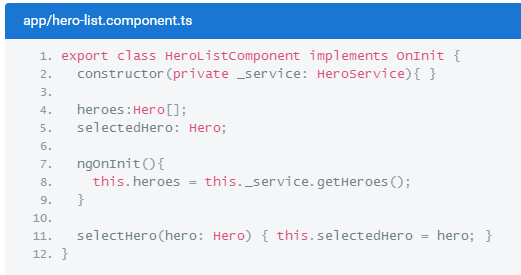 app/hero-list.component.ts
1. export class HeroListComponent implements OnInit {
2.   constructor(private _service: HeroService){ }
3.
4.   heroes:Hero[];
5.   selectedHero: Hero;
6.
7.   ngOnInit(){
8.     this.heroes = this._service.getHeroes();
9.   }
10.
11.   selectHero(hero: Hero) { this.selectedHero = hero; }
12. }